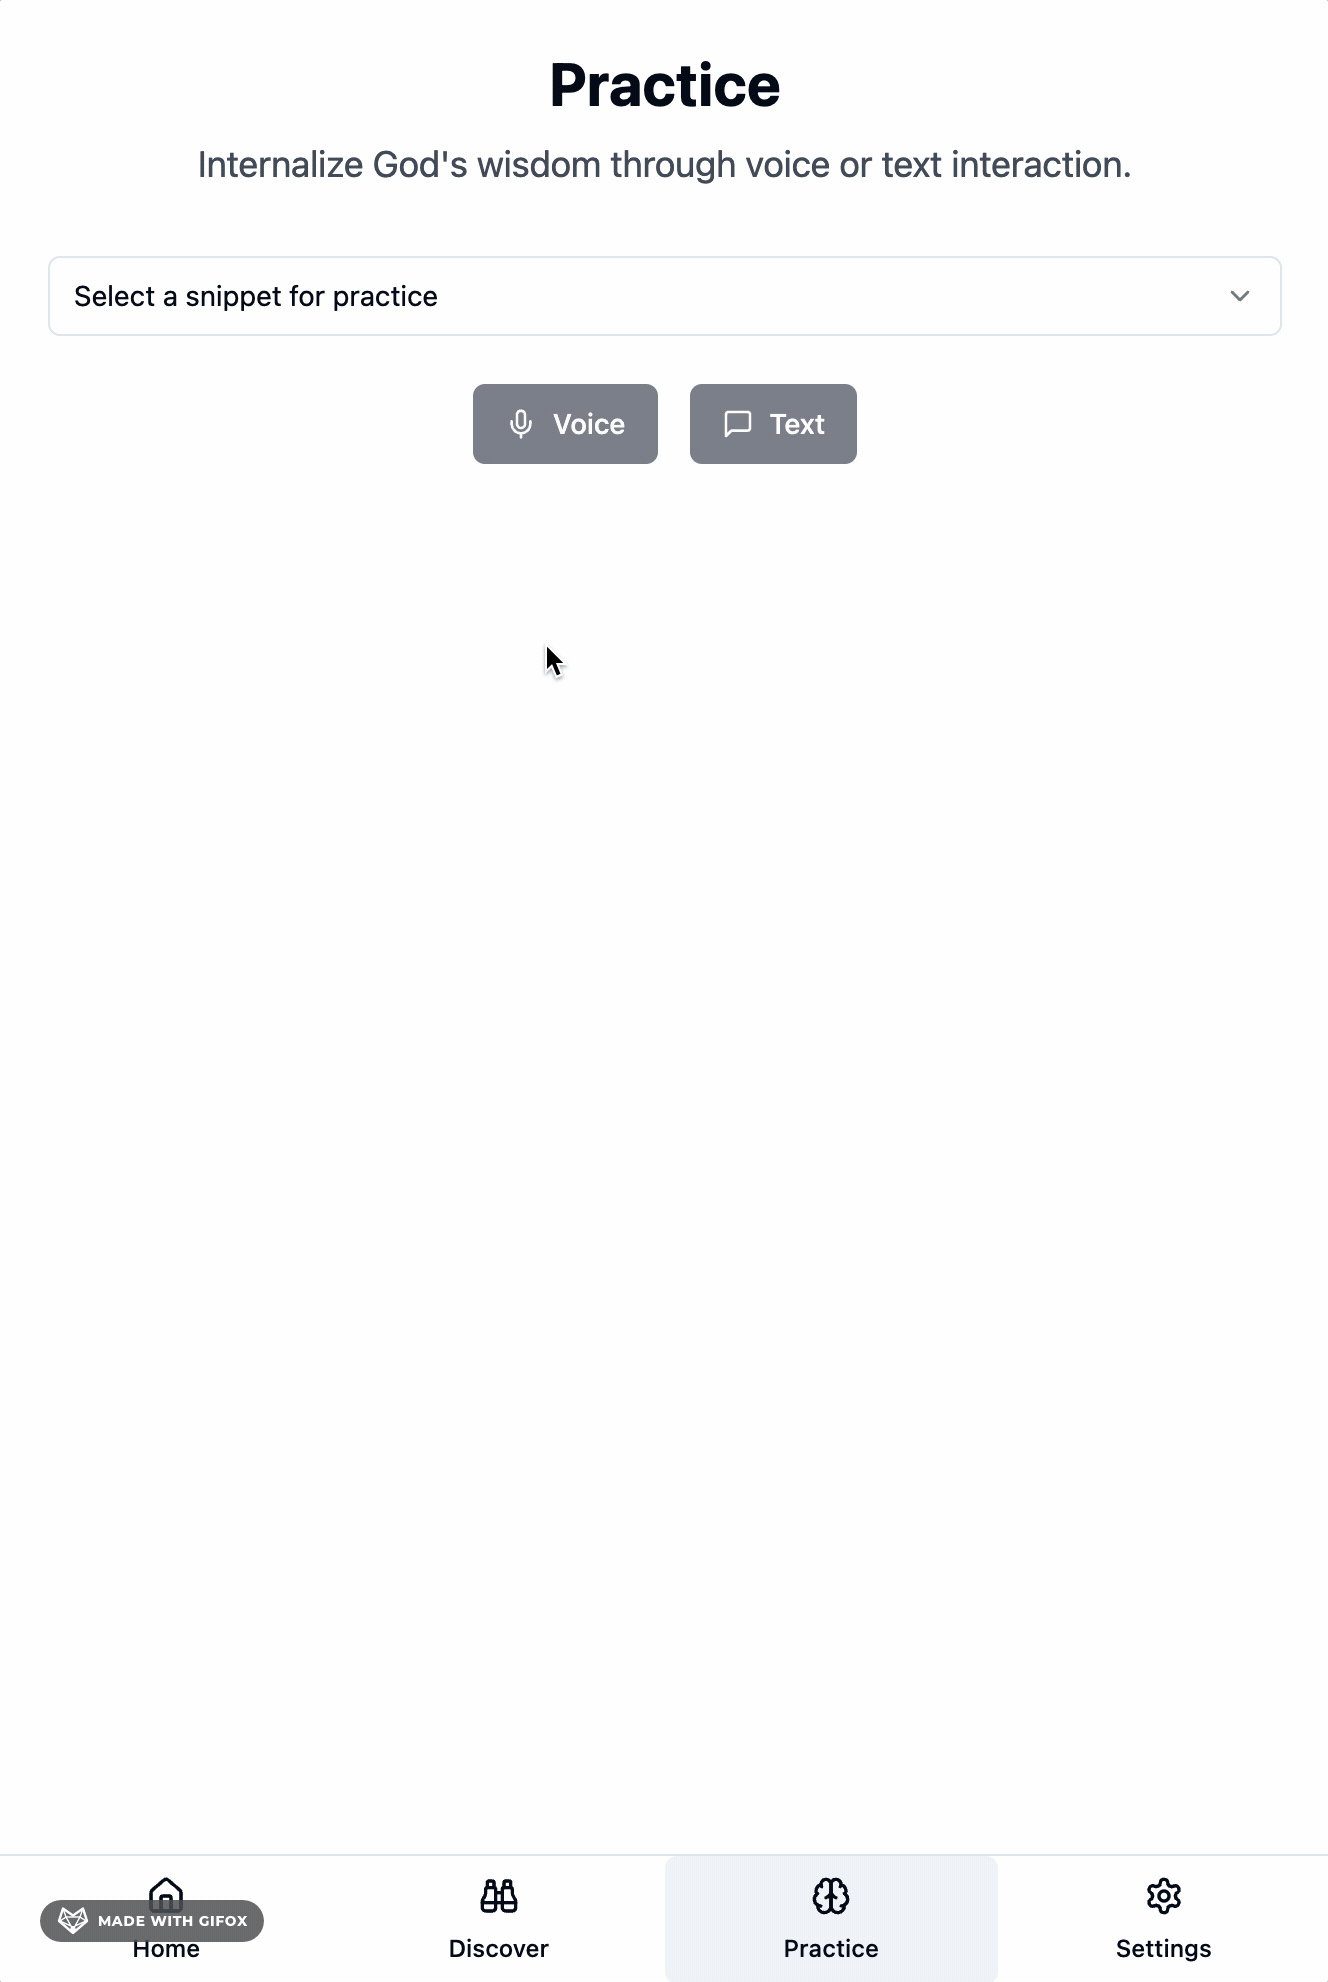 Practice
Internalize God's wisdom through voice or text interaction.
Select a snippet for practice
Voice
Text
MADE WITH GIFOX
Home
Discover
Practice
Settings